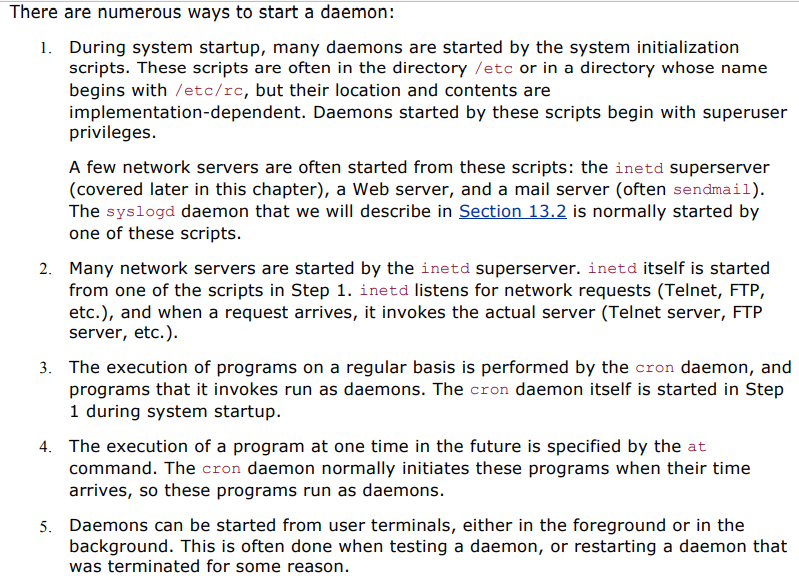 There are numerous ways to start a daemon:
1. During system startup, many daemons are started by the system initialization
scripts. These scripts are often in the directory /etc or in a directory whose name
begins with /etc/rc, but their location and contents are
implementation-dependent. Daemons started by these scripts begin with superuser
privileges.
A few network servers are often started from these scripts: the inetd superserver
(covered later in this chapter), a Web server, and a mail server (often sendmail).
The syslogd daemon that we will describe in Section 13.2 is normally started by
one of these scripts.
2. Many network servers are started by the inetd superserver. inetd itself is started
from one of the scripts in Step 1. inetd listens for network requests (Telnet, FTP,
etc.), and when a request arrives, it invokes the actual server (Telnet server, FTP
server, etc.).
3. The execution of programs on a regular basis is performed by the cron daemon, and
programs that it invokes run as daemons. The cron daemon itself is started in Step
1 during system startup.
4. The execution of a program at one time in the future is specified by the at
command. The cron daemon normally initiates these programs when their time
arrives, so these programs run as daemons.
5. Daemons can be started from user terminals, either in the foreground or in the
background. This is often done when testing a daemon, or restarting a daemon that
was terminated for some reason.